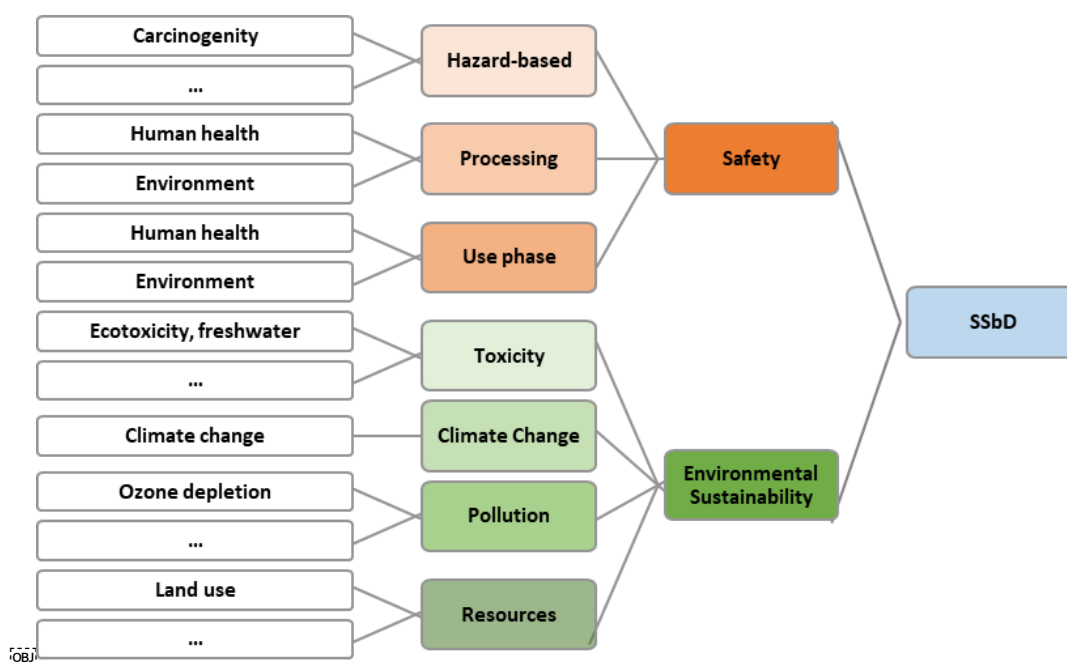 Carcinogenity
...
Human health
Environment
Human health
Environment
Ecotoxicity, freshwater
...
Climate change
Ozone depletion
...
Land use
...
Hazard-based
Processing
Use phase
Toxicity
Climate Change
Pollution
Resources
Safety
Environmental
Sustainability
SSbD
OBJ